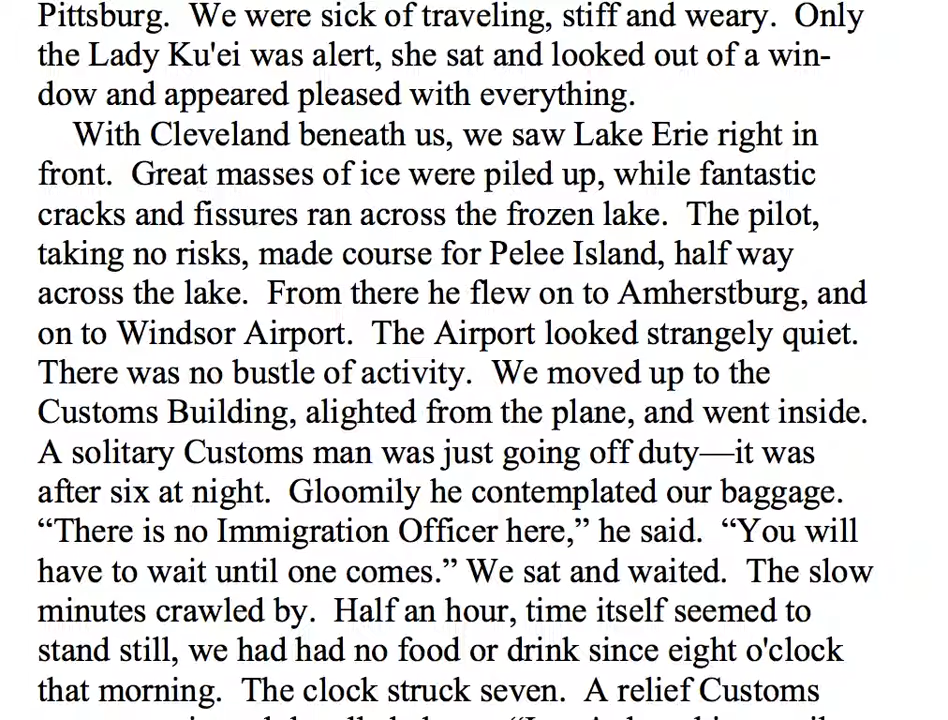 Pittsburg.  We were sick of traveling, stiff and weary.  Only
the Lady Ku'ei was alert, she sat and looked out of a win-
dow and appeared pleased with everything.
With Cleveland beneath us, we saw Lake Erie right in
front.  Great masses of ice were piled up, while fantastic
cracks and fissures ran across the frozen lake.  The pilot,
taking no risks, made course for Pelee Island, half way
across the lake.  From there he flew on to Amherstburg, and
on to Windsor Airport.  The Airport looked strangely quiet.
There was no bustle of activity.  We moved up to the
Customs Building, alighted from the plane, and went inside.
A solitary Customs man was just going off duty—it was
after six at night.  Gloomily he contemplated our baggage.
“There is no Immigration Officer here,” he said.  “You will
have to wait until one comes.” We sat and waited.  The slow
minutes crawled by.  Half an hour, time itself seemed to
stand still, we had had no food or drink since eight o'clock
that morning.  The clock struck seven.  A relief Customs